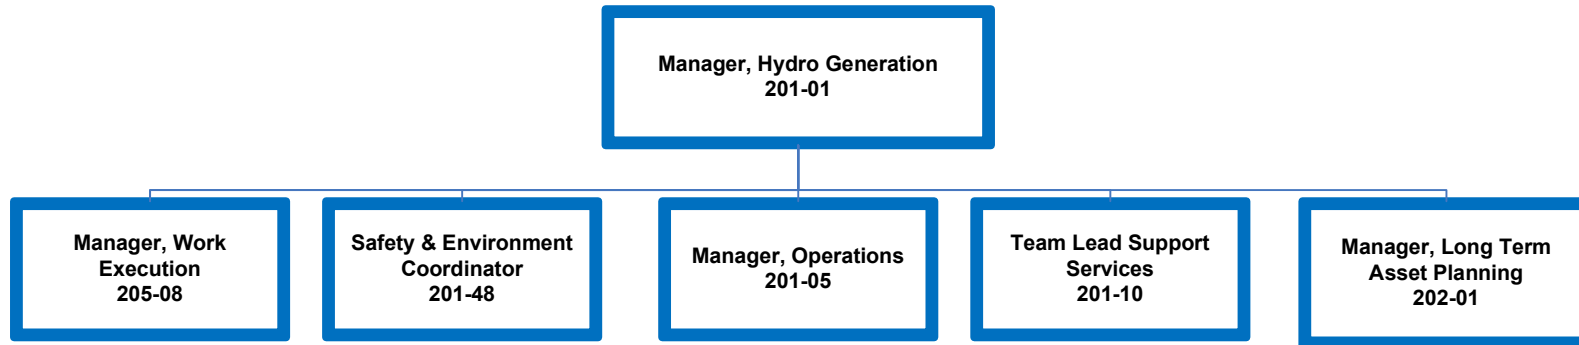 Manager, Hydro Generation
201-01
Manager, Work
Execution
205-08
Safety & Environment
Coordinator
201-48
Manager, Operations
201-05
Team Lead Support
Services
201-10
Manager, Long Term
Asset Planning
202-01